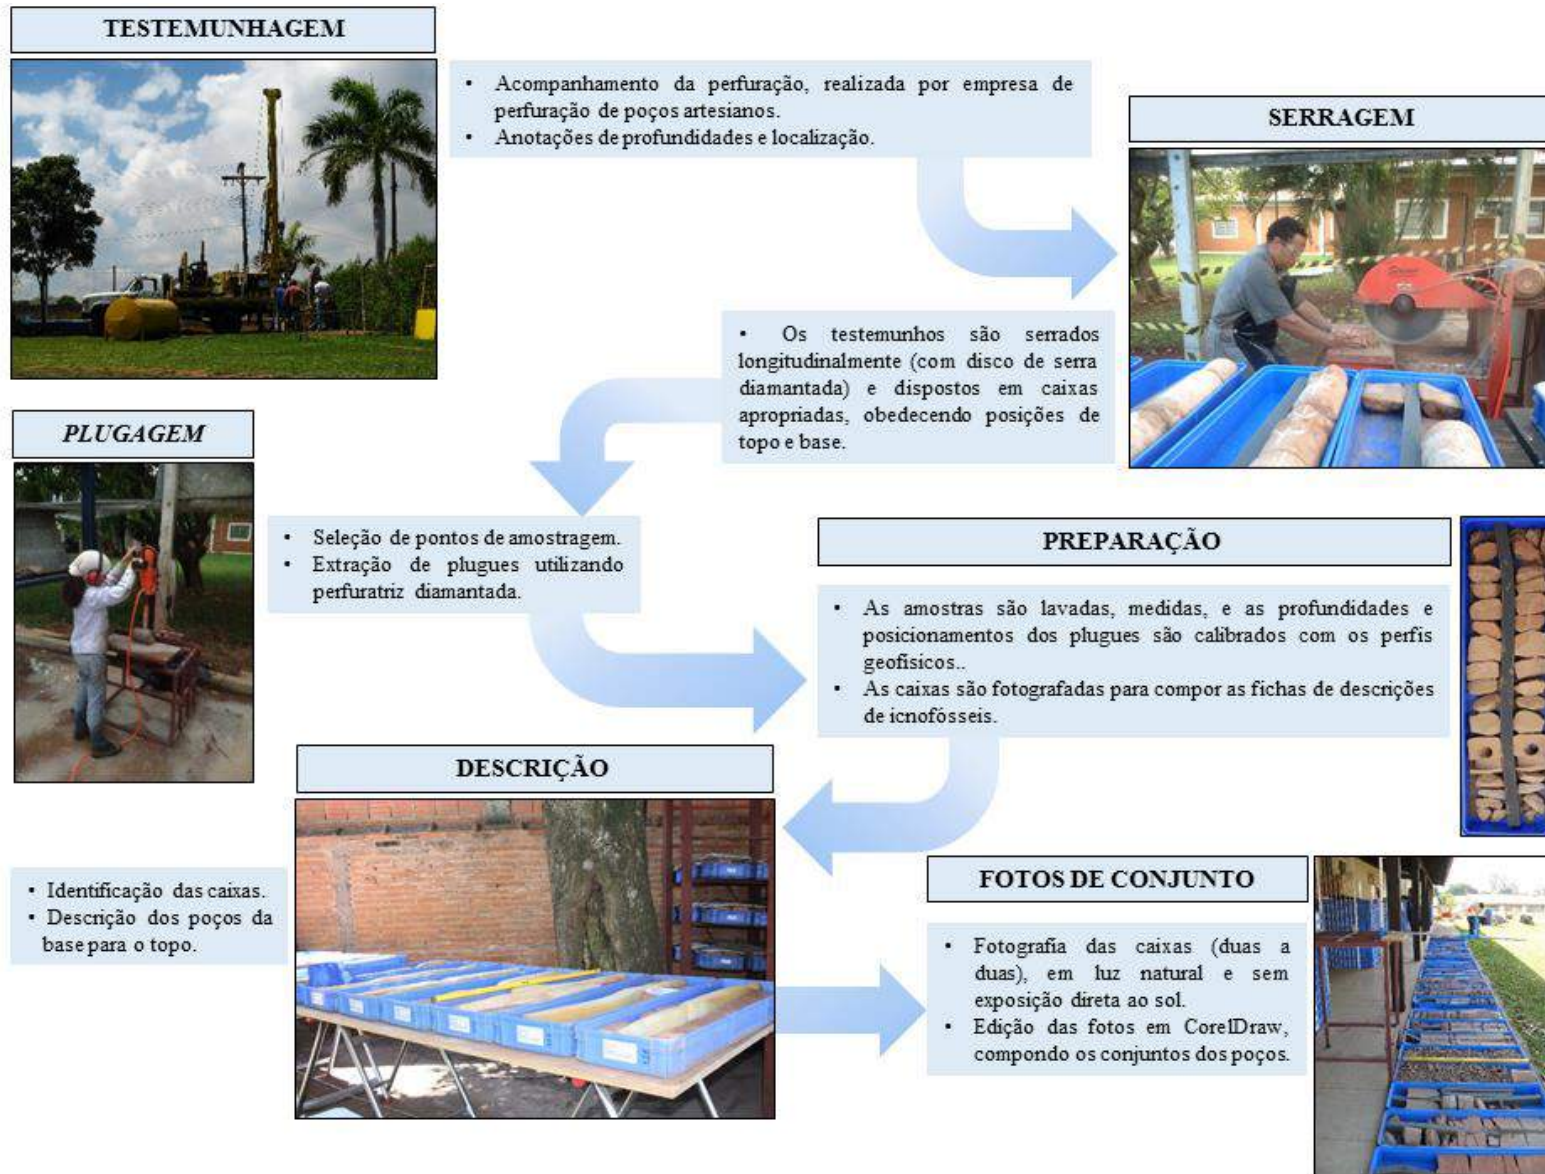 TESTEMUNHAGEM
• Acompanhamento da perfuração, realizada por empresa de
perfuração de poços artesianos.
• Anotações de profundidades e localização.
SERRAGEM
• Os testemunhos são serrados
longitudinalmente (com disco de serra
diamantada) e dispostos em caixas
apropriadas, obedecendo posições de
topo e base.
PLUGAGEM
• Seleção de pontos de amostragem.
• Extração de plugues utilizando
perfuratriz diamantada.
PREPARAÇÃO
• As amostras são lavadas, medidas, e as profundidades e
posicionamentos dos plugues são calibrados com os perfis
geofísicos..
• As caixas são fotografadas para compor as fichas de descrições
de icnofósseis.
DESCRIÇÃO
• Identificação das caixas.
• Descrição dos poços da
base para o topo.
FOTOS DE CONJUNTO
• Fotografia das caixas (duas a
duas), em luz natural e sem
exposição direta ao sol.
• Edição das fotos em CorelDraw,
compondo os conjuntos dos poços.